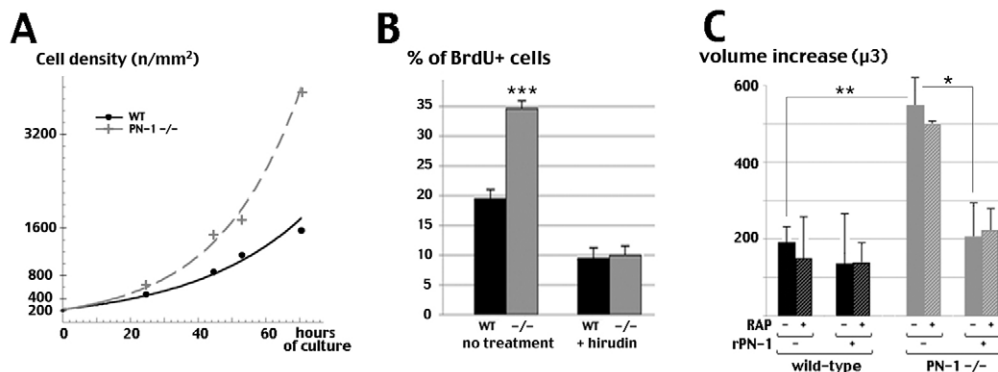 A
Cell density (n/mm²)
WT
PN-1 -/-
3200
1600
800
400
200
0 20 40 60 hours
of culture
B
% of BrdU+ cells
***
35
30
25
20
15
10
5
0
WT -/- WT -/-
no treatment + hirudin
C
volume increase (µ3)
600
400
200
** *
RAP - + - + - + - +
rPN-1 - + - +
wild-type PN-1 -/-